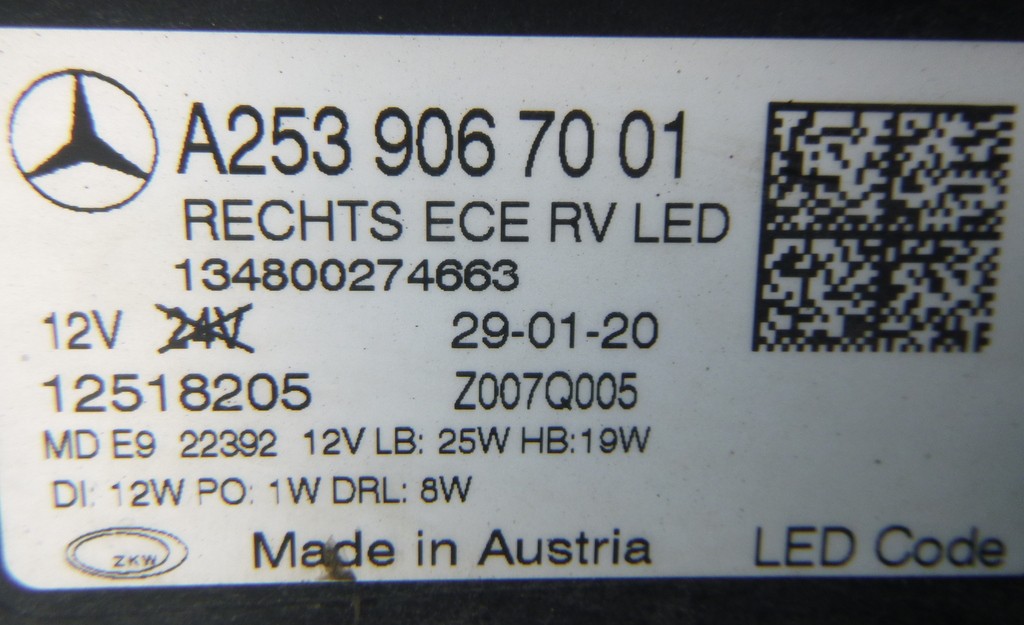 A253 906 70 01
RECHTS ECE RV LED
134800274663
12V 24V 29-01-20
12518205 Z007Q005
MD E9 22392 12V LB: 25W HB:19W
DI: 12W PO: 1W DRL: 8W
ZKW Made in Austria LED Code